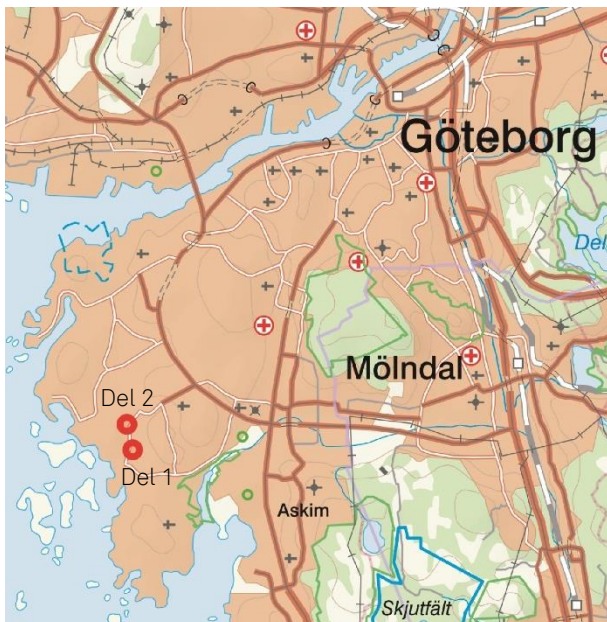 Göteborg
Del
Mölndal
Del 2
Del 1
Askim
Skjutfält